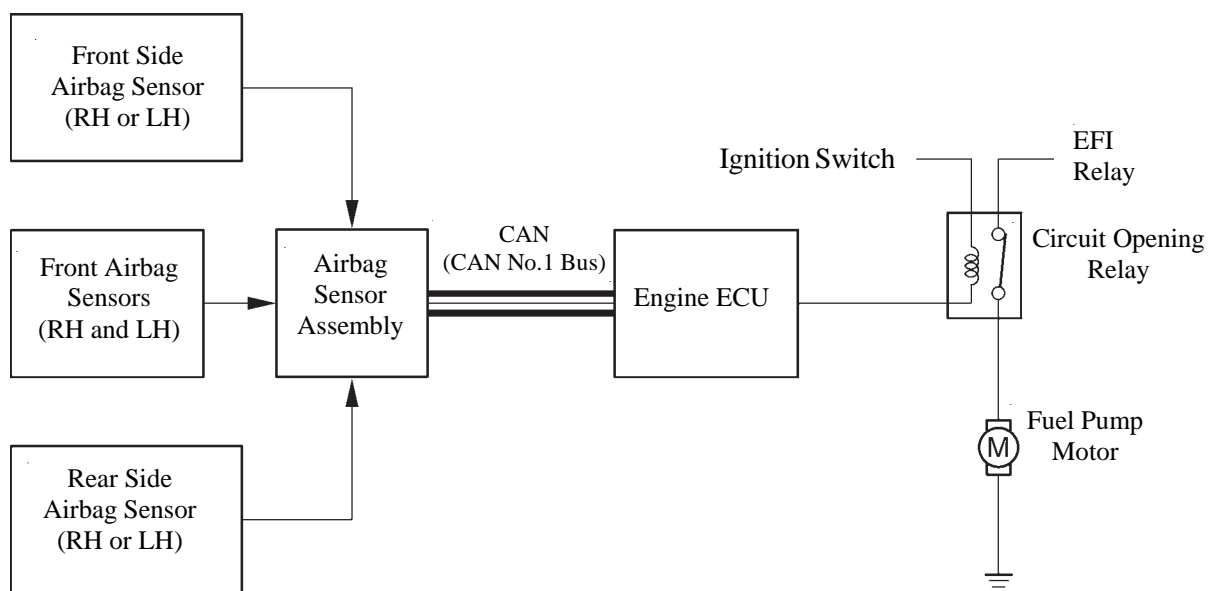 Front Side
Airbag Sensor
(RH or LH)
Front Airbag
Sensors
(RH and LH)
Rear Side
Airbag Sensor
(RH or LH)
Airbag
Sensor
Assembly
CAN
(CAN No.1 Bus)
Engine ECU
Ignition Switch
EFI
Relay
Circuit Opening
Relay
Fuel Pump
Motor
M